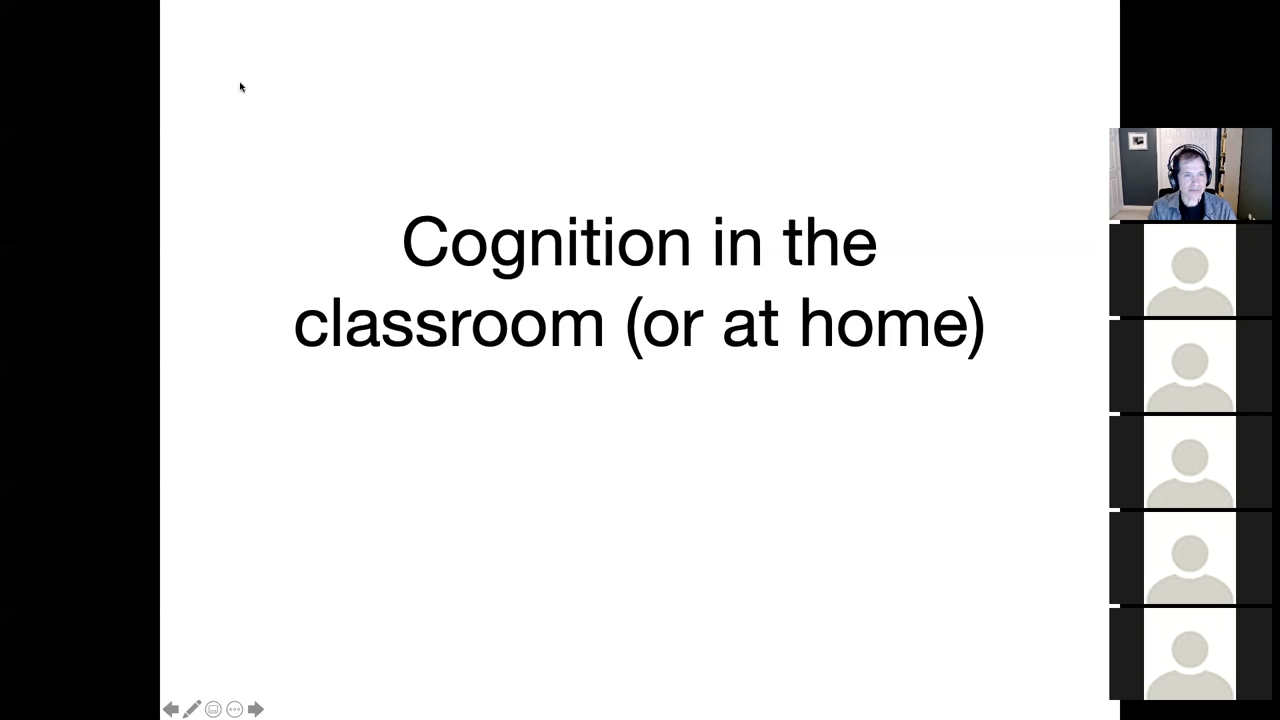 Cognition in the
classroom (or at home)